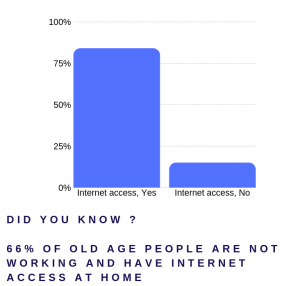 100%
75%
50%
25%
0%
Internet access, Yes
Internet access, No
DID YOU KNOW ?
66% OF OLD AGE PEOPLE ARE NOT
WORKING AND HAVE INTERNET
ACCESS AT HOME